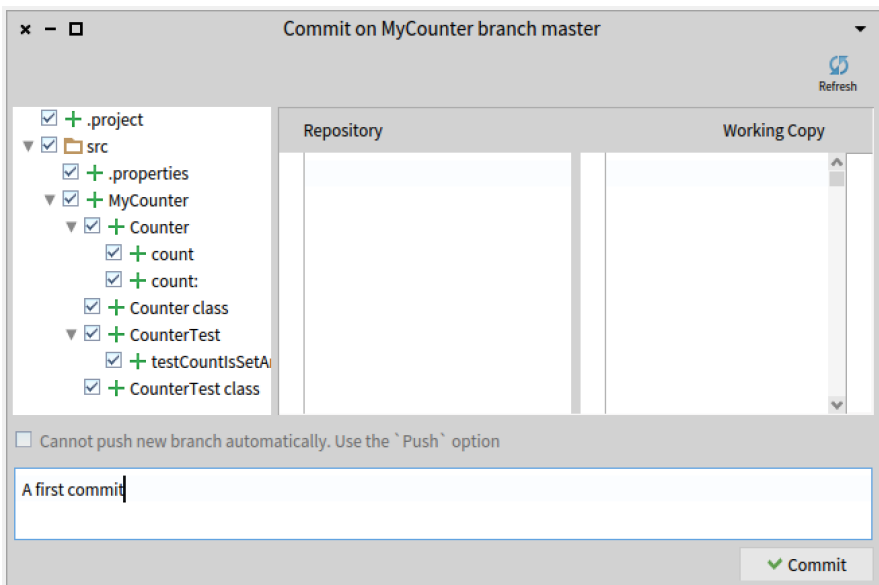 Commit on MyCounter branch master
Refresh
.project
src
.properties
MyCounter
Counter
count
count:
Counter class
CounterTest
testCountIsSetA
CounterTest class
Repository
Working Copy
Cannot push new branch automatically. Use the `Push` option
A first commit
Commit